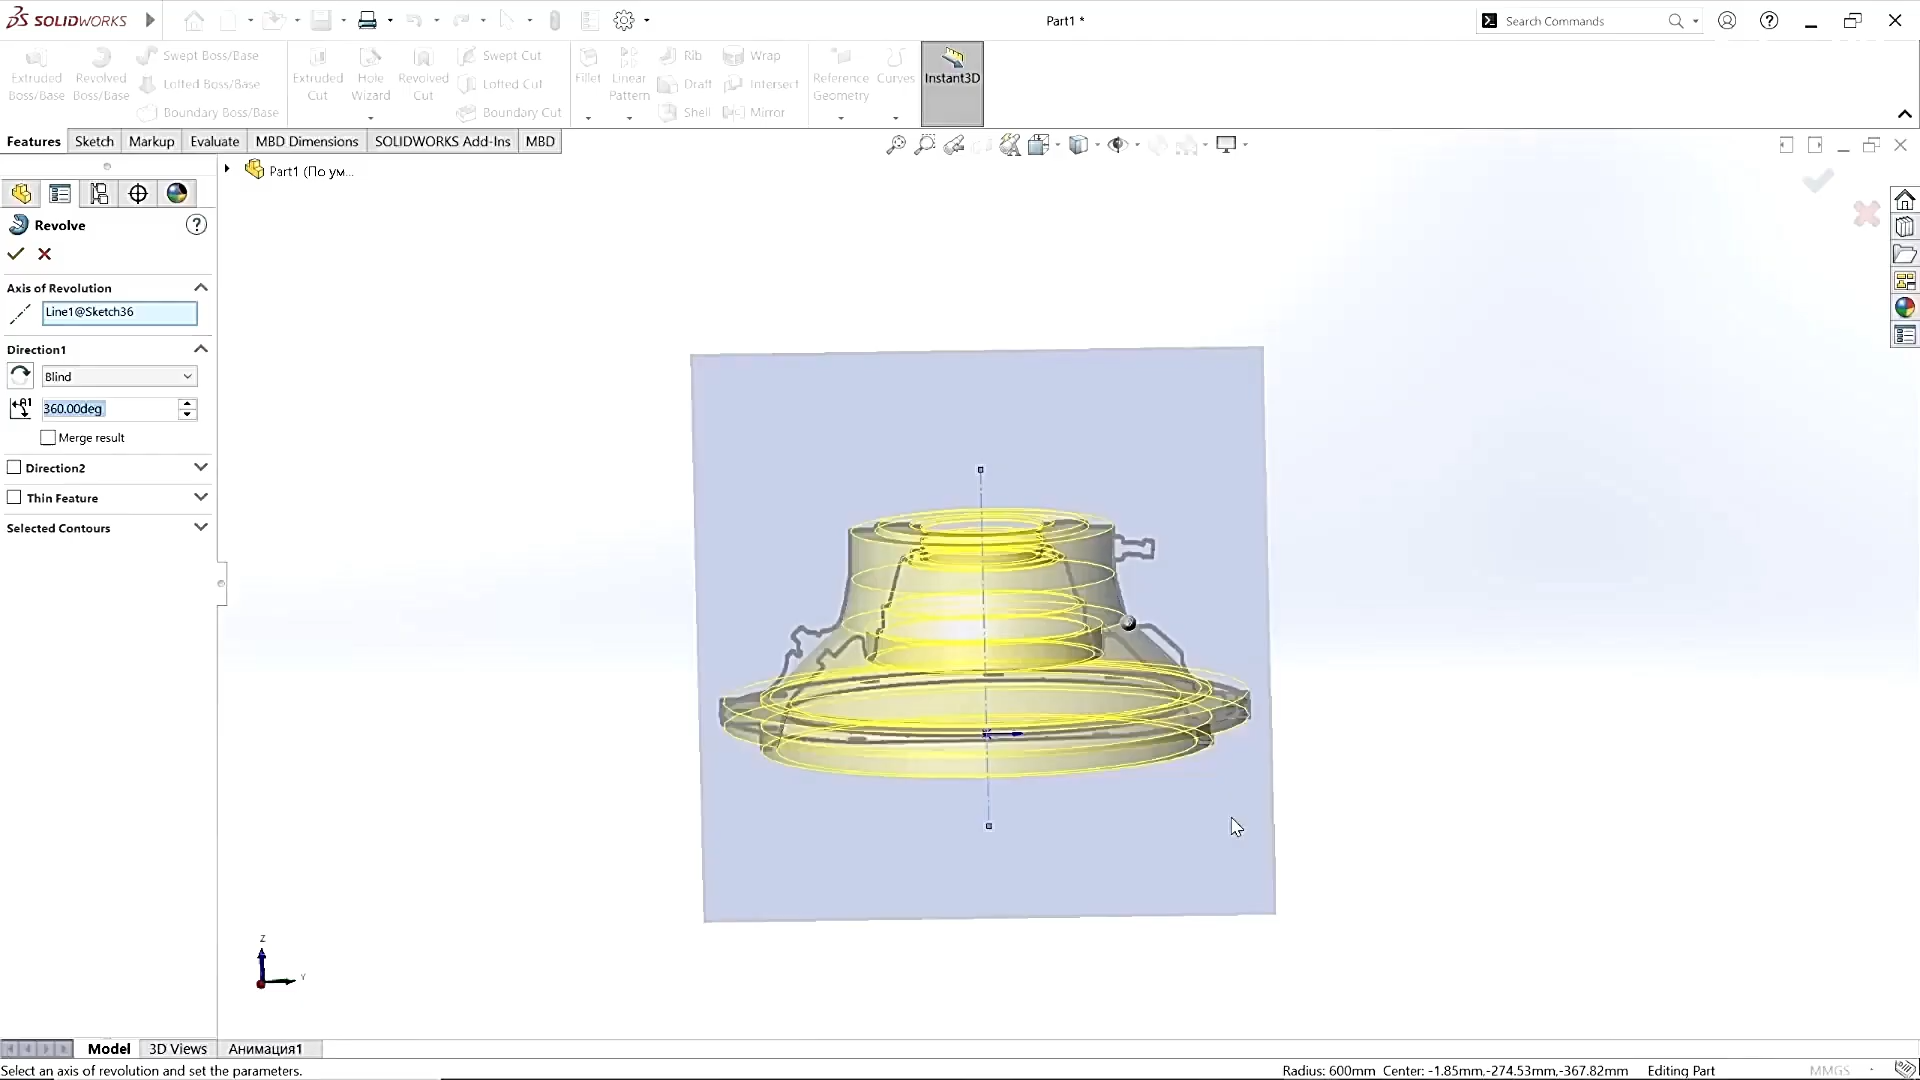 SOLIDWORKS
Part1 *
Search Commands
Extruded Boss/Base
Revolved Boss/Base
Swept Boss/Base
Lofted Boss/Base
Boundary Boss/Base
Extruded Cut
Hole Wizard
Revolved Cut
Swept Cut
Lofted Cut
Boundary Cut
Fillet
Linear Pattern
Rib
Draft
Shell
Wrap
Intersect
Mirror
Reference Geometry
Curves
Instant3D
Features
Sketch
Markup
Evaluate
MBD Dimensions
SOLIDWORKS Add-Ins
MBD
Part1 (По ум...
Revolve
Axis of Revolution
Line1@Sketch36
Direction1
Blind
360.00deg
Merge result
Direction2
Thin Feature
Selected Contours
Z
Y
Model
3D Views
Анимация1
Select an axis of revolution and set the parameters.
Radius: 600mm Center: -1.85mm,-274.53mm,-367.82mm
Editing Part
MMGS